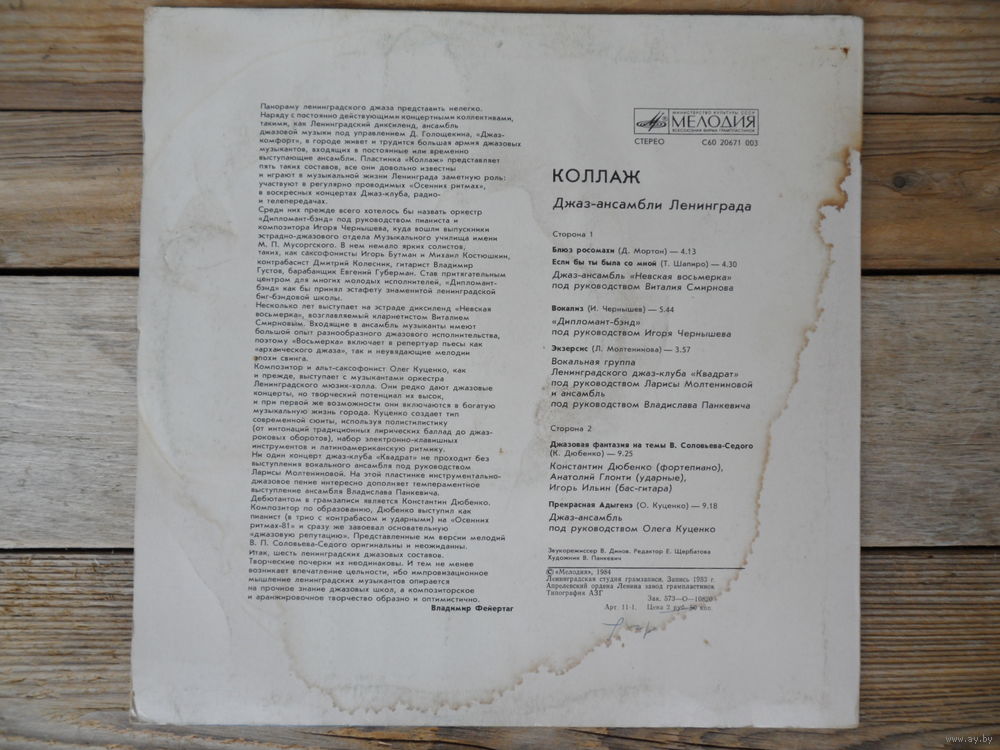 Панораму ленинградского джаза представить нелегко.
Наряду с постоянно действующими концертными коллективами,
такими, как Ленинградский диксиленд, ансамбль
джазовой музыки под управлением Д. Голощекина, «Джаз-
комфорт», в городе живет и трудится большая армия джазовых
музыкантов, входящих в постоянные или временно
выступающие ансамбли. Пластинка «Коллаж» представляет
пять таких составов, все они довольно известны
и играют в музыкальной жизни Ленинграда заметную роль:
участвуют в регулярно проводимых «Осенних ритмах»,
в воскресных концертах Джаз-клуба, радио-
и телепередачах.
Среди них прежде всего хотелось бы назвать оркестр
«Дипломант-бэнд» под руководством пианиста и
композитора Игоря Чернышева, куда вошли выпускники
эстрадно-джазового отдела Музыкального училища имени
М. П. Мусоргского. В нем немало ярких солистов,
таких, как саксофонисты Игорь Бутман и Михаил Костюшкин,
контрабасист Дмитрий Колесник, гитарист Владимир
Густов, барабанщик Евгений Губерман. Став притягательным
центром для многих молодых исполнителей, «Дипломант-
бэнд» как бы принял эстафету знаменитой ленинградской
биг-бэндовой школы.
Несколько лет выступает на эстраде диксиленд «Невская
восьмерка», возглавляемый кларнетистом Виталием
Смирновым. Входящие в ансамбль музыканты имеют
большой опыт разнообразного джазового исполнительства,
поэтому «Восьмерка» включает в репертуар пьесы как
«архаического джаза», так и неувядающие мелодии
эпохи свинга.
Композитор и альт-саксофонист Олег Куценко, как
и прежде, выступает с музыкантами оркестра
Ленинградского мюзик-холла. Они редко дают джазовые
концерты, но творческий потенциал их высок,
и при первой же возможности они включаются в богатую
музыкальную жизнь города. Куценко создает тип
современной сюиты, используя полистилистику
(от интонаций традиционных лирических баллад до джаз-
роковых оборотов), набор электронно-клавишных
инструментов и латиноамериканскую ритмику.
Ни один концерт джаз-клуба «Квадрат» не проходит без
выступления вокального ансамбля под руководством
Ларисы Молтениновой. На этой пластинке инструментально-
джазовое пение интересно дополняет темпераментное
выступление ансамбля Владислава Панкевича.
Дебютантом в грамзаписи является Константин Дюбенко.
Композитор по образованию, Дюбенко выступил как
пианист (в трио с контрабасом и ударными) на «Осенних
ритмах-81» и сразу же завоевал основательную
«джазовую репутацию». Представленные им версии мелодий
В. П. Соловьева-Седого оригинальны и неожиданны.
Итак, шесть ленинградских джазовых составов.
Творческие почерки их неодинаковы. И тем не менее
возникает впечатление цельности, ибо импровизационное
мышление ленинградских музыкантов опирается
на прочное знание джазовых школ, а композиторское
и аранжировочное творчество образно и оптимистично.
Владимир Фейертаг
МИНИСТЕРСТВО КУЛЬТУРЫ СССР
МЕЛОДИЯ
ВСЕСОЮЗНАЯ ФИРМА ГРАМПЛАСТИНОК
СТЕРЕО С60 20671 003
КОЛЛАЖ
Джаз-ансамбли Ленинграда
Сторона 1
Блюз росомахи (Д. Мортон) — 4.13
Если бы ты была со мной (Т. Шапиро) — 4.30
Джаз-ансамбль «Невская восьмерка»
под руководством Виталия Смирнова
Вокализ (И. Чернышев) — 5.44
«Дипломант-бэнд»
под руководством Игоря Чернышева
Экзерсис (Л. Молтенинова) — 3.57
Вокальная группа
Ленинградского джаз-клуба «Квадрат»
под руководством Ларисы Молтениновой
и ансамбль
под руководством Владислава Панкевича
Сторона 2
Джазовая фантазия на темы В. Соловьева-Седого
(К. Дюбенко) — 9.25
Константин Дюбенко (фортепиано),
Анатолий Глонти (ударные),
Игорь Ильин (бас-гитара)
Прекрасная Адыгенэ (О. Куценко) — 9.18
Джаз-ансамбль
под руководством Олега Куценко
Звукорежиссер В. Динов. Редактор Е. Щербатова
Художник В. Панкевич
© «Мелодия», 1984
Ленинградская студия грамзаписи. Запись 1983 г.
Апрелевский ордена Ленина завод грампластинок
Типография АЗГ
Зак. 573—О—10820
Арт. 11-1. Цена 2 руб. 50 коп.
www.ay.by